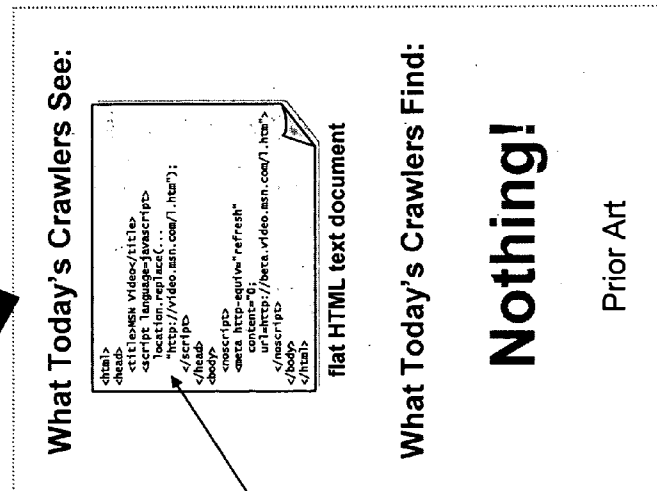 What Today's Crawlers See:
<html>
<head>
<title>MSN Video</title>
<script language=javascript>
location.replace(...
"http://video.msn.com/l.htm");
</script>
</head>
<body>
<noscript>
<meta http-equiv="refresh"
content="0;
url=http://beta.video.msn.com/l.htm">
</noscript>
</body>
</html>
flat HTML text document
What Today's Crawlers Find:
Nothing!
Prior Art